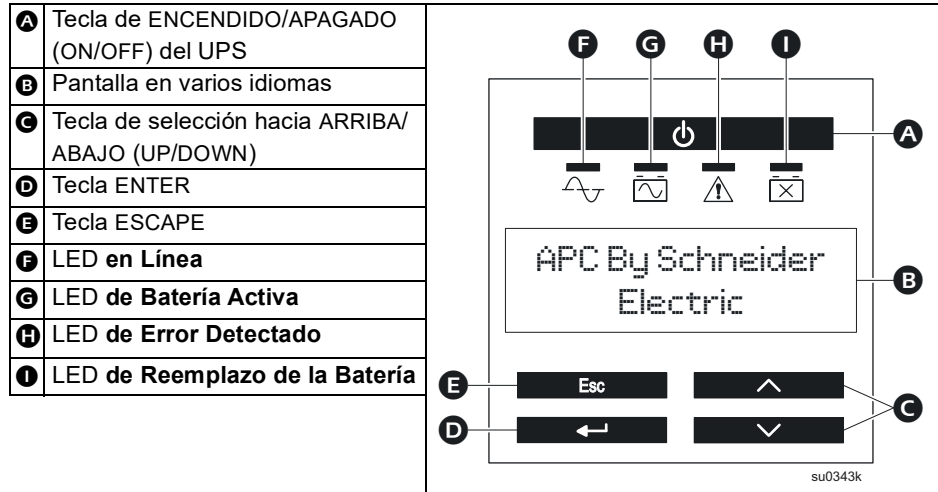 A Tecla de ENCENDIDO/APAGADO
(ON/OFF) del UPS
B Pantalla en varios idiomas
C Tecla de selección hacia ARRIBA/
ABAJO (UP/DOWN)
D Tecla ENTER
E Tecla ESCAPE
F LED en Línea
G LED de Batería Activa
H LED de Error Detectado
I LED de Reemplazo de la Batería
F G H I
A
APC By Schneider
Electric
B
E Esc
C
D
su0343k